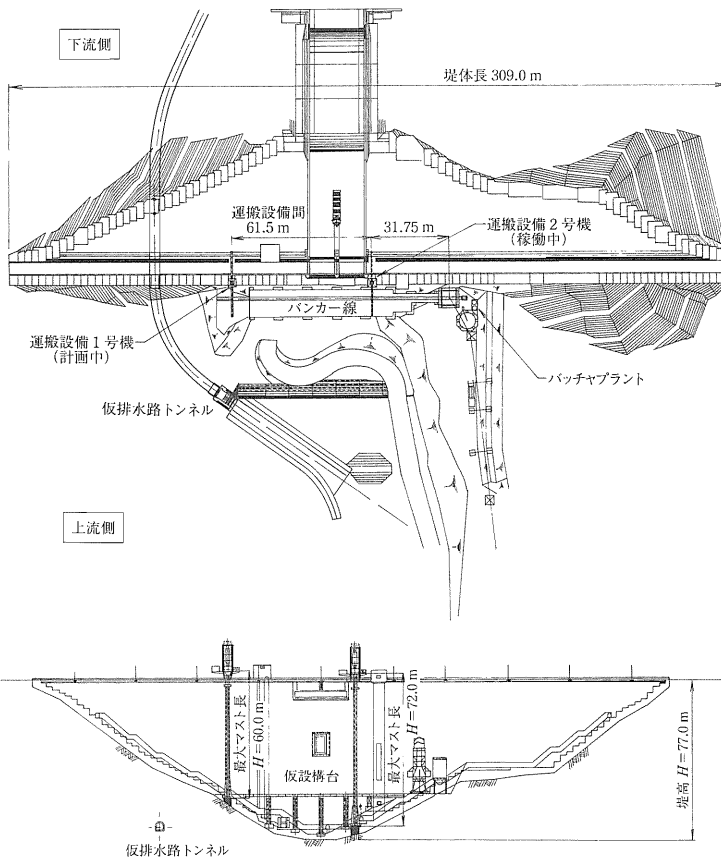 下流側
堤体長 309.0 m
運搬設備間
61.5 m
31.75 m
運搬設備2号機
(稼働中)
バンカー線
運搬設備1号機
(計画中)
バッチャプラント
仮排水路トンネル
上流側
最大マスト長
H=60.0 m
最大マスト長
H=72.0 m
仮設構台
堤高 H=77.0 m
仮排水路トンネル